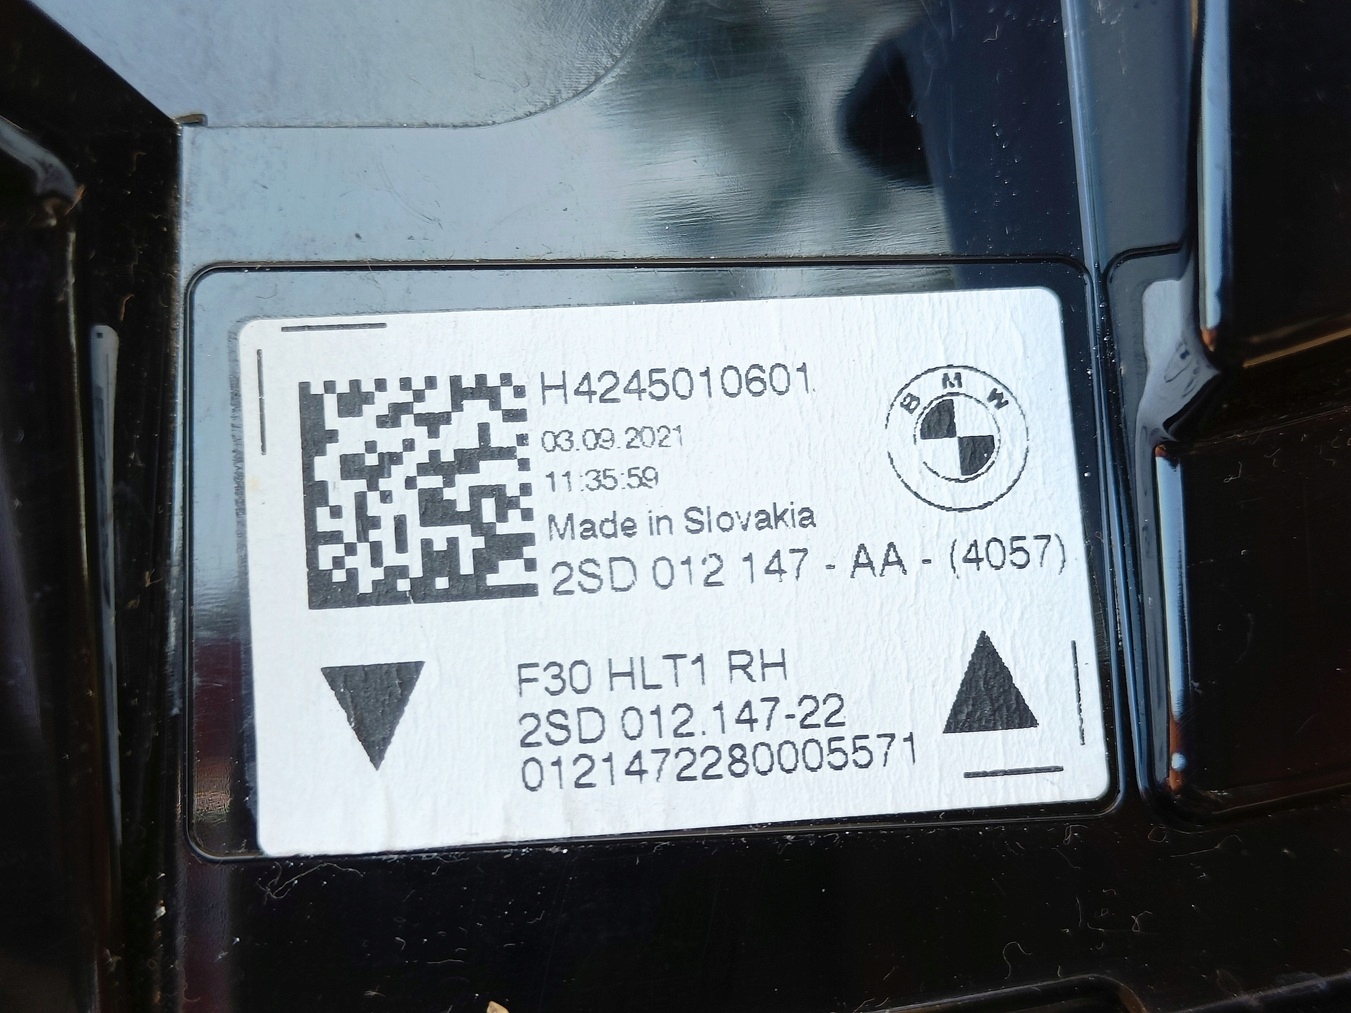 H4245010601
03.09.2021
11:35:59
Made in Slovakia
BMW
2SD 012 147 - AA - (4057)
F30 HLT1 RH
2SD 012.147-22
0121472280005571